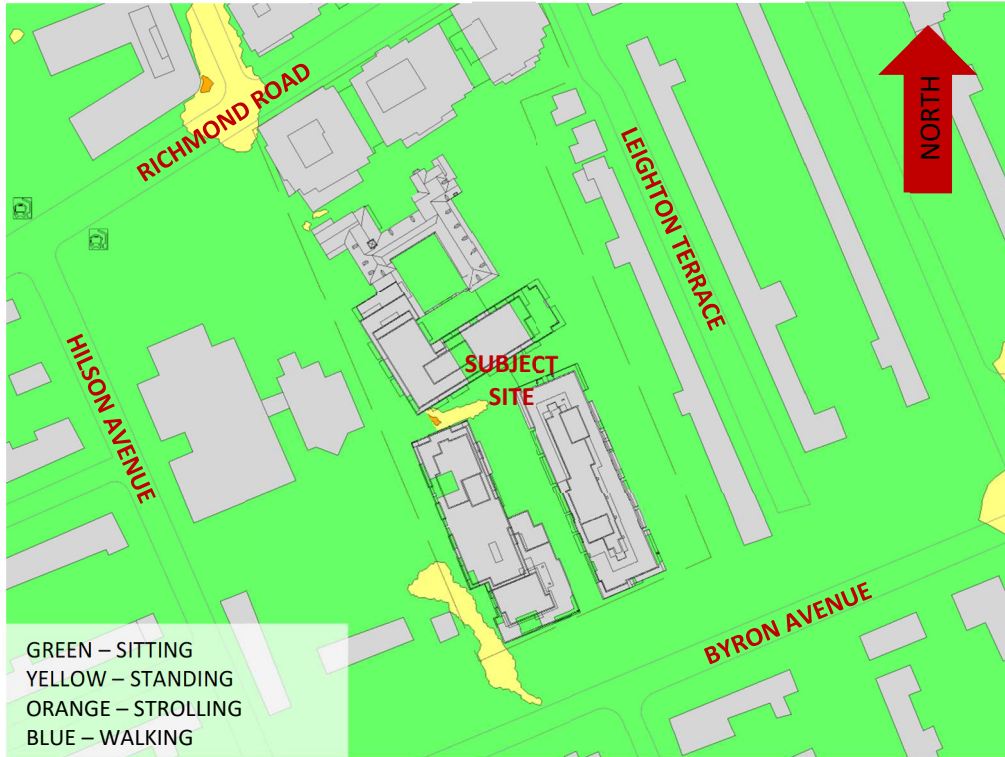 RICHMOND ROAD
NORTH
LEIGHTON TERRACE
HILSON AVENUE
SUBJECT
SITE
BYRON AVENUE
GREEN – SITTING
YELLOW – STANDING
ORANGE – STROLLING
BLUE – WALKING